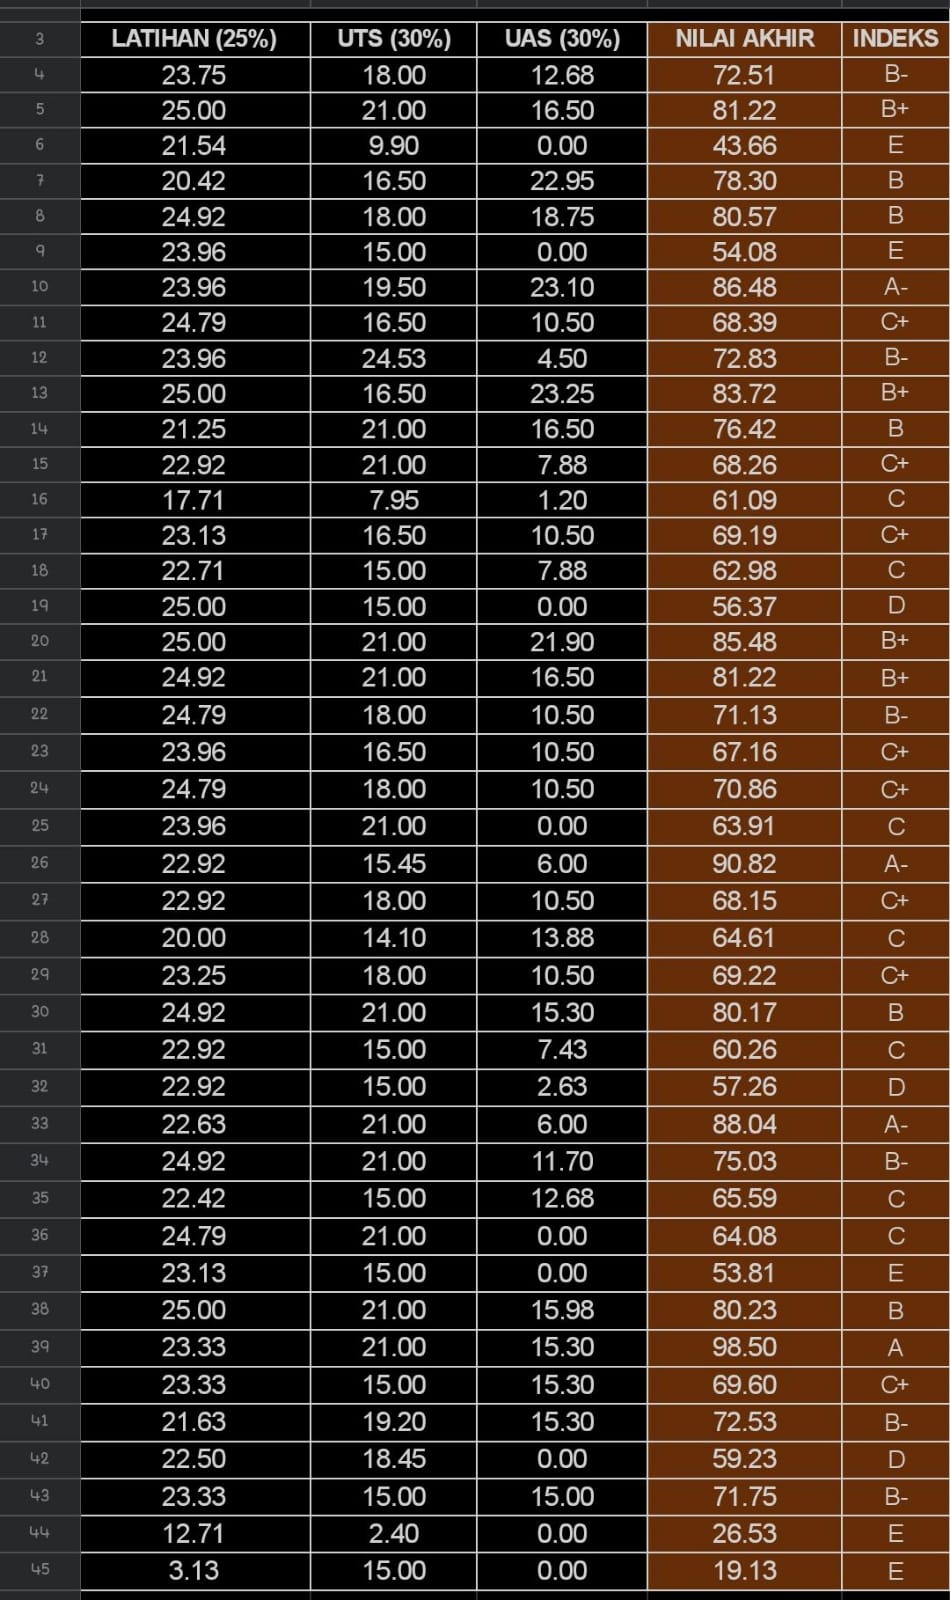 3 LATIHAN (25%) UTS (30%) UAS (30%) NILAI AKHIR INDEKS
4 23.75 18.00 12.68 72.51 B-
5 25.00 21.00 16.50 81.22 B+
6 21.54 9.90 0.00 43.66 E
7 20.42 16.50 22.95 78.30 B
8 24.92 18.00 18.75 80.57 B
9 23.96 15.00 0.00 54.08 E
10 23.96 19.50 23.10 86.48 A-
11 24.79 16.50 10.50 68.39 C+
12 23.96 24.53 4.50 72.83 B-
13 25.00 16.50 23.25 83.72 B+
14 21.25 21.00 16.50 76.42 B
15 22.92 21.00 7.88 68.26 C+
16 17.71 7.95 1.20 61.09 C
17 23.13 16.50 10.50 69.19 C+
18 22.71 15.00 7.88 62.98 C
19 25.00 15.00 0.00 56.37 D
20 25.00 21.00 21.90 85.48 B+
21 24.92 21.00 16.50 81.22 B+
22 24.79 18.00 10.50 71.13 B-
23 23.96 16.50 10.50 67.16 C+
24 24.79 18.00 10.50 70.86 C+
25 23.96 21.00 0.00 63.91 C
26 22.92 15.45 6.00 90.82 A-
27 22.92 18.00 10.50 68.15 C+
28 20.00 14.10 13.88 64.61 C
29 23.25 18.00 10.50 69.22 C+
30 24.92 21.00 15.30 80.17 B
31 22.92 15.00 7.43 60.26 C
32 22.92 15.00 2.63 57.26 D
33 22.63 21.00 6.00 88.04 A-
34 24.92 21.00 11.70 75.03 B-
35 22.42 15.00 12.68 65.59 C
36 24.79 21.00 0.00 64.08 C
37 23.13 15.00 0.00 53.81 E
38 25.00 21.00 15.98 80.23 B
39 23.33 21.00 15.30 98.50 A
40 23.33 15.00 15.30 69.60 C+
41 21.63 19.20 15.30 72.53 B-
42 22.50 18.45 0.00 59.23 D
43 23.33 15.00 15.00 71.75 B-
44 12.71 2.40 0.00 26.53 E
45 3.13 15.00 0.00 19.13 E